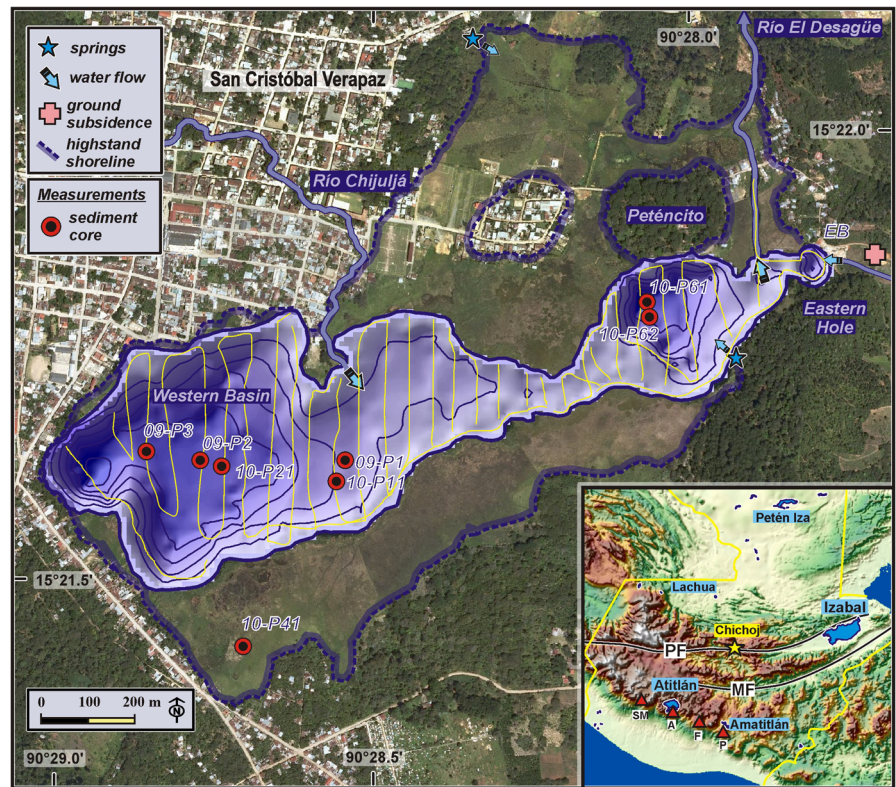 springs
water flow
ground
subsidence
highstand
shoreline
Measurements
sediment
core
San Cristóbal Verapaz
90°28.0'
Río El Desagüe
15°22.0'
Río Chijuljá
Peténcito
EB
10-P61
10-P62
Eastern
Hole
Western Basin
09-P3
09-P2
10-P21
09-P1
10-P11
15°21.5'
10-P41
0 100 200 m
N
90°29.0'
90°28.5'
Petén Iza
Lachua
Izabal
Chichoj
PF
MF
Atitlán
SM
A
F
Amatitlán
P